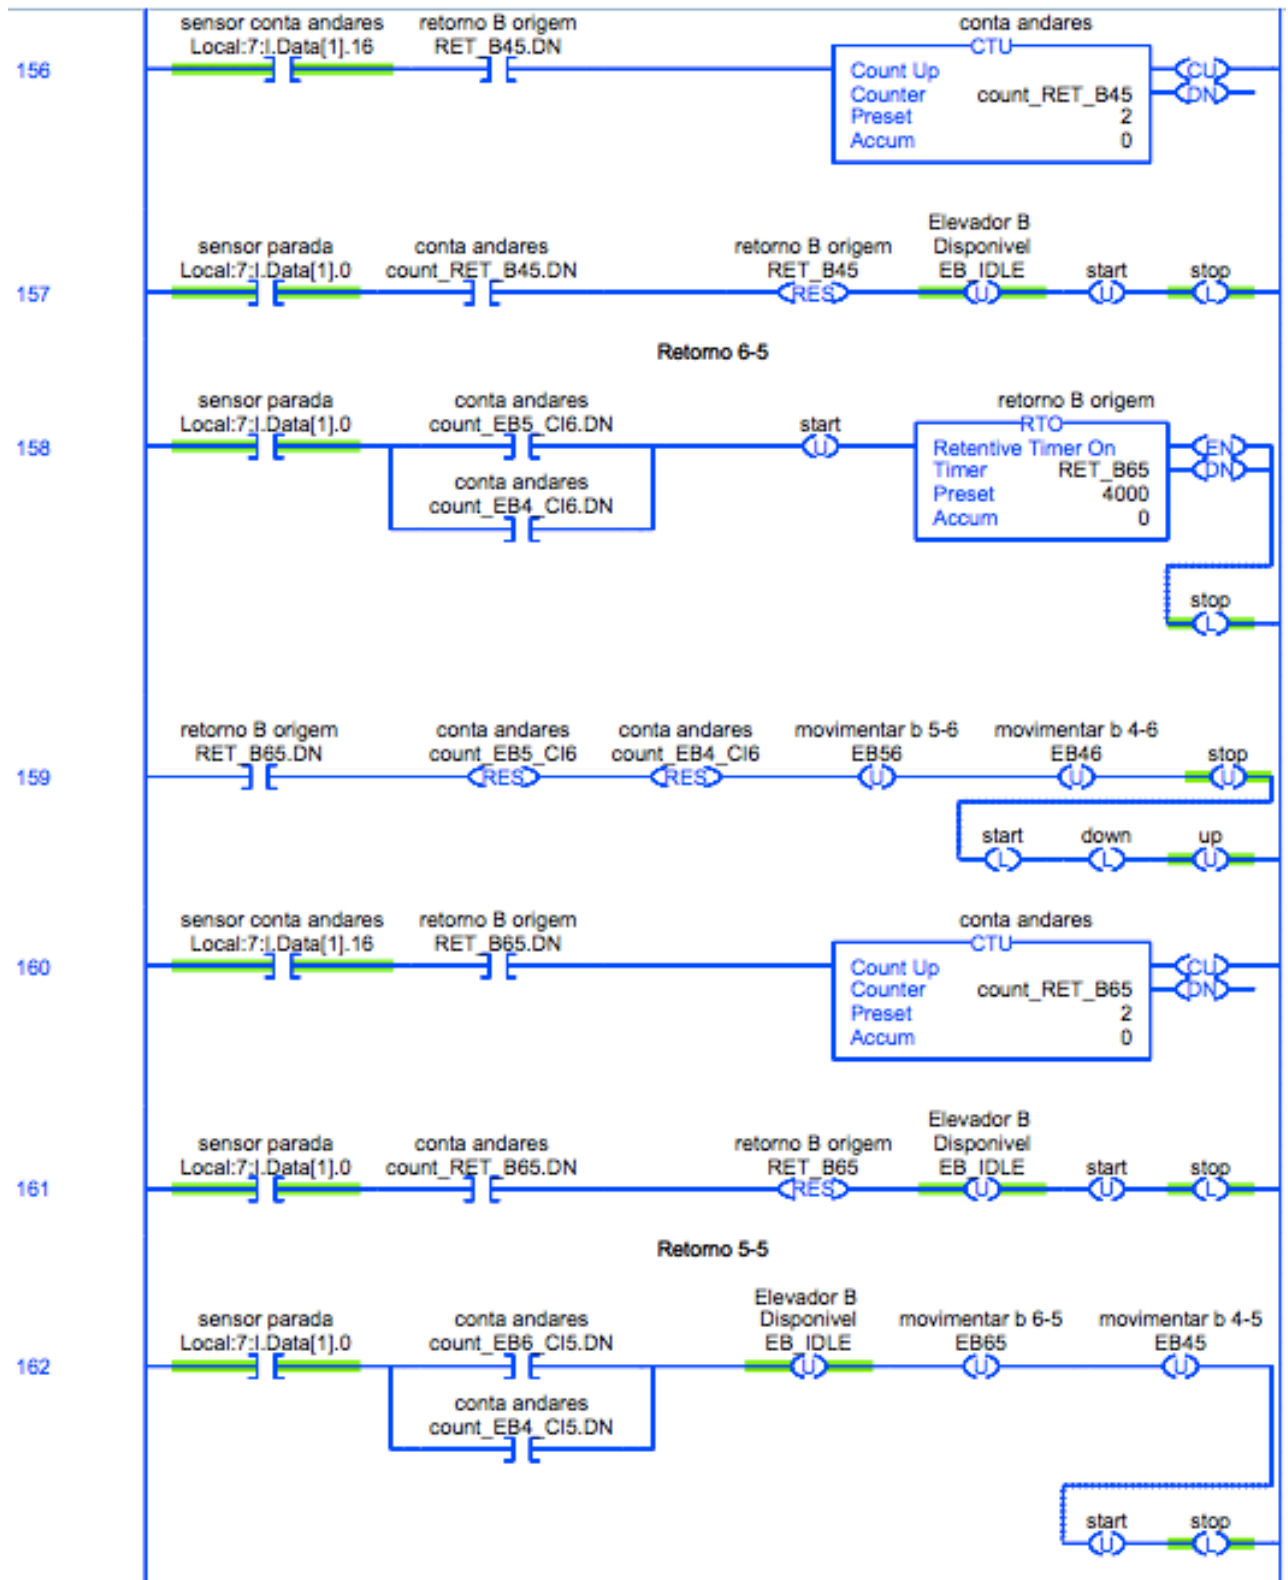 sensor conta andares retorno B origem conta andares
Local:7:I.Data[1].16 RET_B45.DN CTU
156
Count Up CU
Counter count_RET_B45 DN
Preset 2
Accum 0
Elevador B
sensor parada conta andares retorno B origem Disponivel
Local:7:I.Data[1].0 count_RET_B45.DN RET_B45 EB_IDLE start stop
157 RES U U L
Retorno 6-5
sensor parada conta andares retorno B origem
Local:7:I.Data[1].0 count_EB5_CI6.DN start RTO
158 U Retentive Timer On EN
conta andares Timer RET_B65 DN
count_EB4_CI6.DN Preset 4000
Accum 0
stop
L
retorno B origem conta andares conta andares movimentar b 5-6 movimentar b 4-6
RET_B65.DN count_EB5_CI6 count_EB4_CI6 EB56 EB46 stop
159 RES RES U U U
start down up
L L U
sensor conta andares retorno B origem conta andares
Local:7:I.Data[1].16 RET_B65.DN CTU
160 Count Up CU
Counter count_RET_B65 DN
Preset 2
Accum 0
Elevador B
sensor parada conta andares retorno B origem Disponivel
Local:7:I.Data[1].0 count_RET_B65.DN RET_B65 EB_IDLE start stop
161 RES U U L
Retorno 5-5
Elevador B
sensor parada conta andares Disponivel movimentar b 6-5 movimentar b 4-5
Local:7:I.Data[1].0 count_EB6_CI5.DN EB_IDLE EB65 EB45
162 U U U
conta andares
count_EB4_CI5.DN
start stop
U L